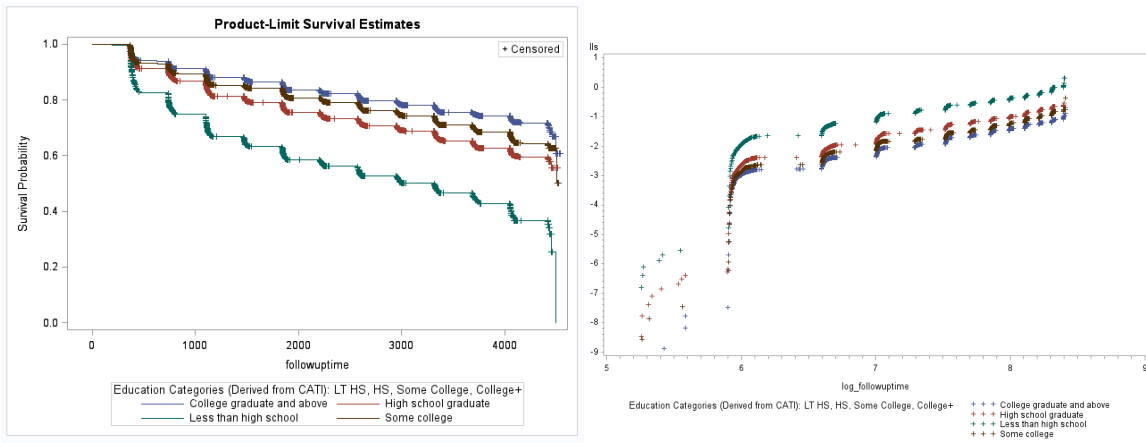 Product-Limit Survival Estimates
+ Censored
Survival Probability
1.0
0.8
0.6
0.4
0.2
0.0
0 1000 2000 3000 4000
followuptime
Education Categories (Derived from CATI): LT HS, HS, Some College, College+
College graduate and above High school graduate
Less than high school Some college
lls
1
0
-1
-2
-3
-4
-5
-6
-7
-8
-9
5 6 7 8 9
log_followuptime
Education Categories (Derived from CATI): LT HS, HS, Some College, College+
+ + + College graduate and above
+ + + High school graduate
+ + + Less than high school
+ + + Some college